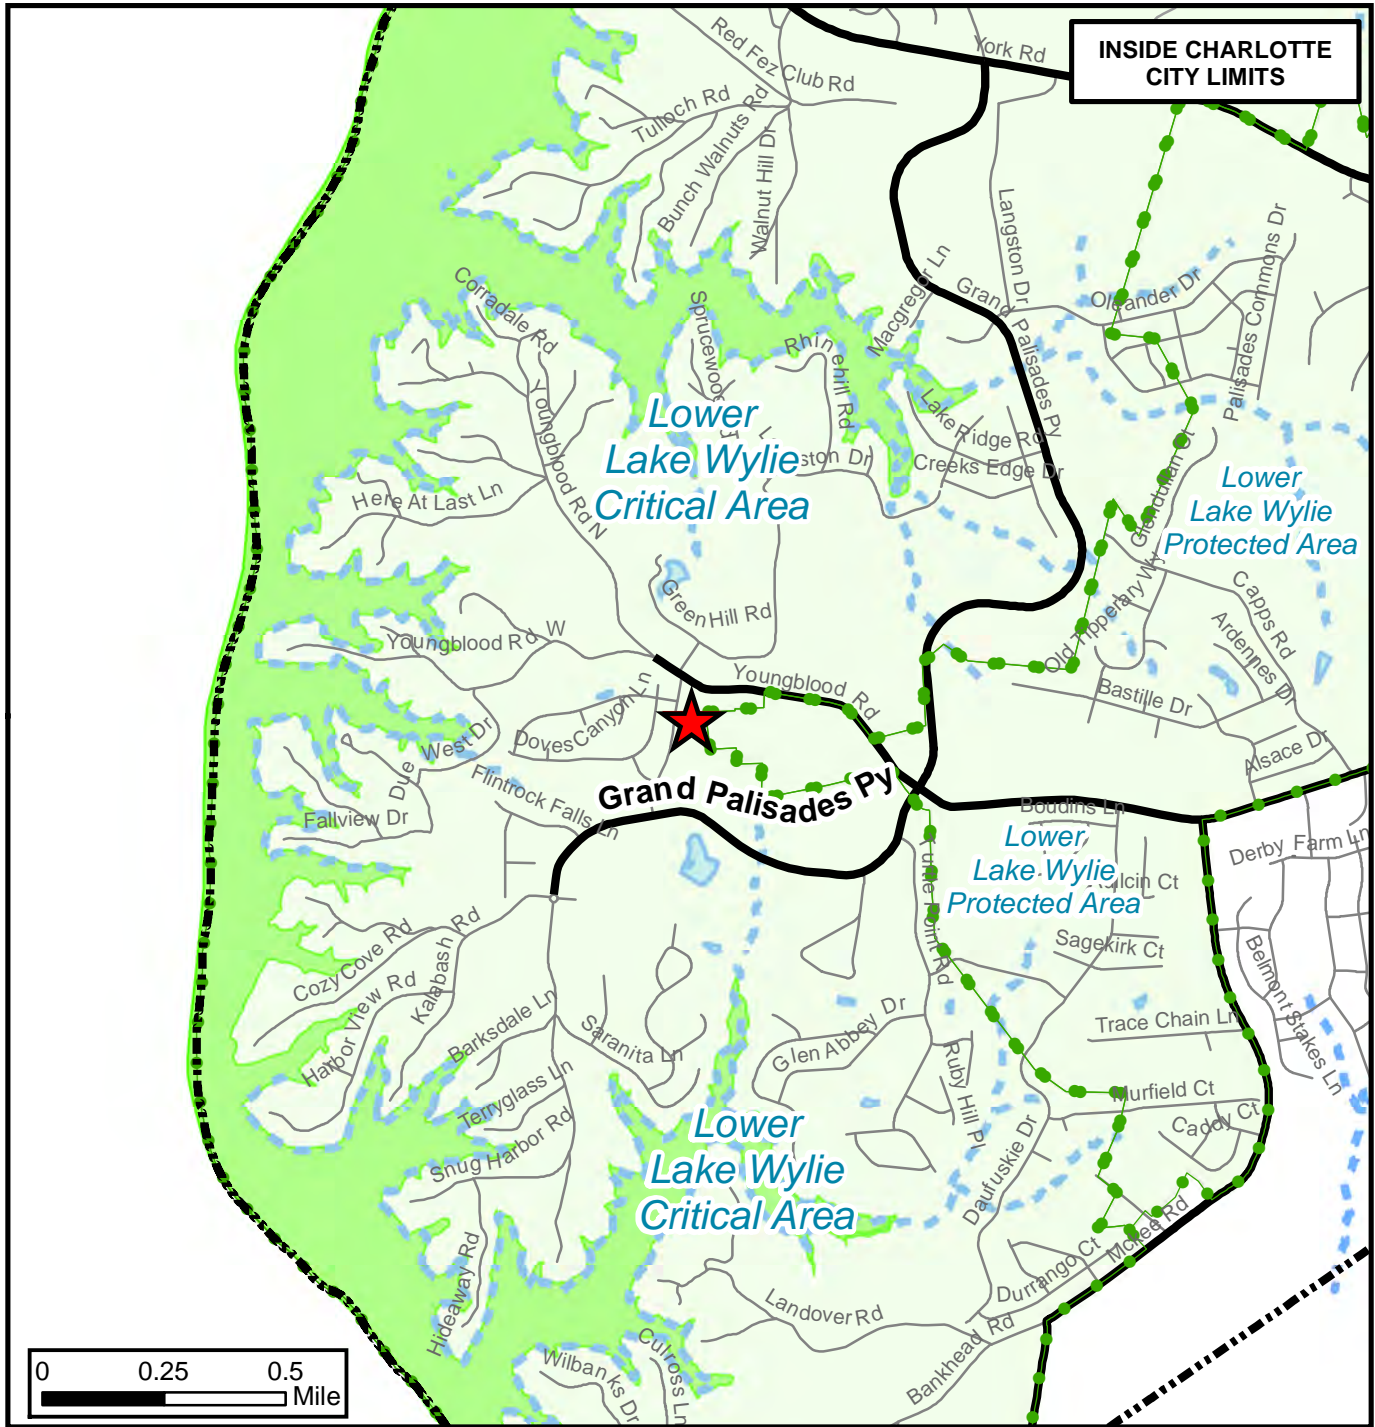 INSIDE CHARLOTTE
CITY LIMITS
York Rd
Red Fez Club Rd
Tulloch Rd
Bunch Walnuts Rd
Walnut Hill Dr
Langston Dr
Palisades Commons Dr
Oleander Dr
Macgregor Ln
Grand Palisades Py
Corradale Rd
Rhinehill Rd
Youngblood Rd N
Lake Ridge Rd
Creeks Edge Dr
Lower
Lake Wylie
Critical Area
Here At Last Ln
Lower
Lake Wylie
Protected Area
Green Hill Rd
Old Tipperary Wy
Capps Rd
Ardennes Dr
Youngblood Rd W
Youngblood Rd
Bastille Dr
Doves Canyon Ln
West Dr
Due
Alsace Dr
Flintrock Falls Ln
Fallview Dr
Grand Palisades Py
Boudins Ln
Derby Farm Ln
Lower
Lake Wylie
Protected Area
Sagekirk Ct
Belmont Stakes Ln
Cozy Cove Rd
Kalabash Rd
Harbor View Rd
Barksdale Ln
Saranita Ln
Glen Abbey Dr
Trace Chain Ln
Terryglass Ln
Ruby Hill Pl
Murfield Ct
Caddy Ct
Snug Harbor Rd
Daufuskie Dr
Lower
Lake Wylie
Critical Area
Mckee Rd
Durrango Ct
Hideaway Rd
Landover Rd
Bankhead Rd
Culross Ln
Wilbanks Dr
0 0.25 0.5
Mile